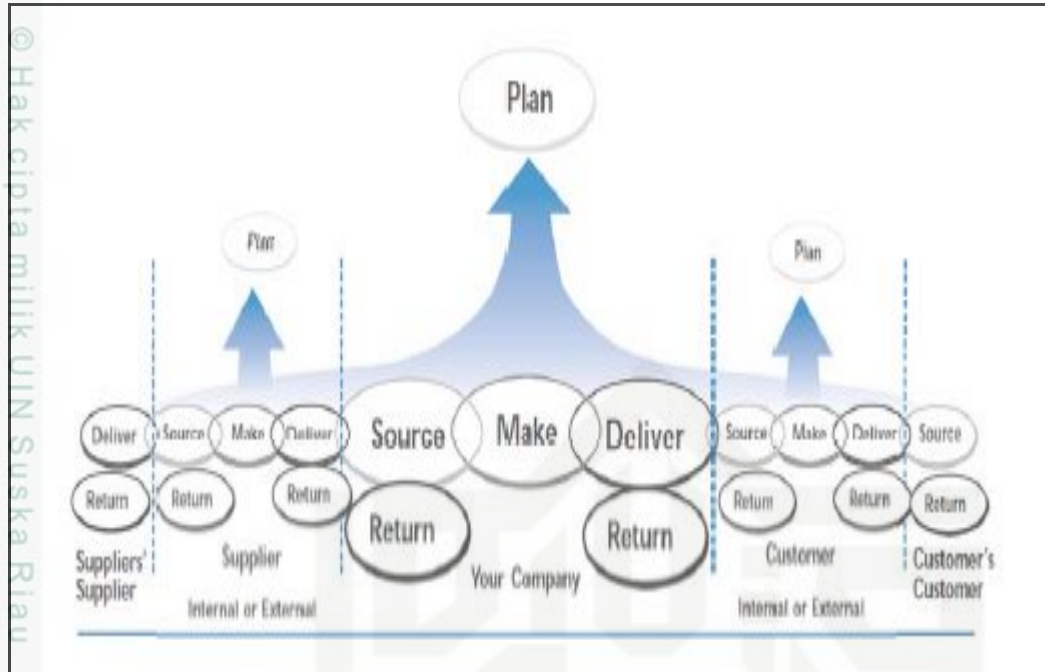 © Hak cipta milik UIN Suska Riau
Plan
Plan
Plan
Deliver
Source
Make
Deliver
Source
Make
Deliver
Source
Make
Deliver
Source
Return
Return
Return
Return
Return
Return
Return
Return
Suppliers'
Supplier
Supplier
Internal or External
Your Company
Customer
Internal or External
Customer's
Customer